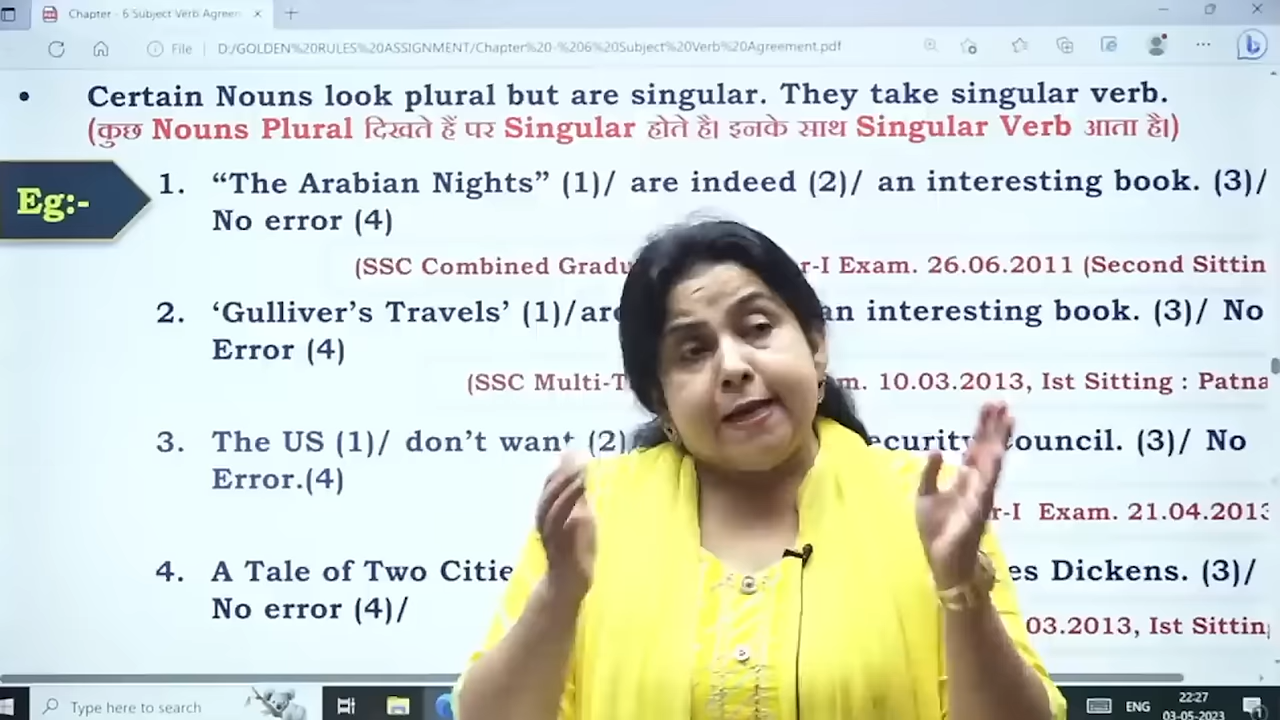 Chapter - 6 Subject Verb Agreen
File D:/GOLDEN%20RULES%20ASSIGNMENT/Chapter%20-%206%20Subject%20Verb%20Agreement.pdf
• Certain Nouns look plural but are singular. They take singular verb.
(कुछ Nouns Plural दिखते हैं पर Singular होते है। इनके साथ Singular Verb आता है।)
Eg:-
1. “The Arabian Nights” (1)/ are indeed (2)/ an interesting book. (3)/
No error (4)
(SSC Combined Gradu r-I Exam. 26.06.2011 (Second Sittin
2. ‘Gulliver’s Travels’ (1)/are an interesting book. (3)/ No
Error (4)
(SSC Multi-T m. 10.03.2013, Ist Sitting : Patna
3. The US (1)/ don’t want (2) ecurity Council. (3)/ No
Error.(4)
r-I Exam. 21.04.2013
4. A Tale of Two Citie es Dickens. (3)/
No error (4)/
03.2013, Ist Sittin
Type here to search
ENG
22:27
03-05-2023